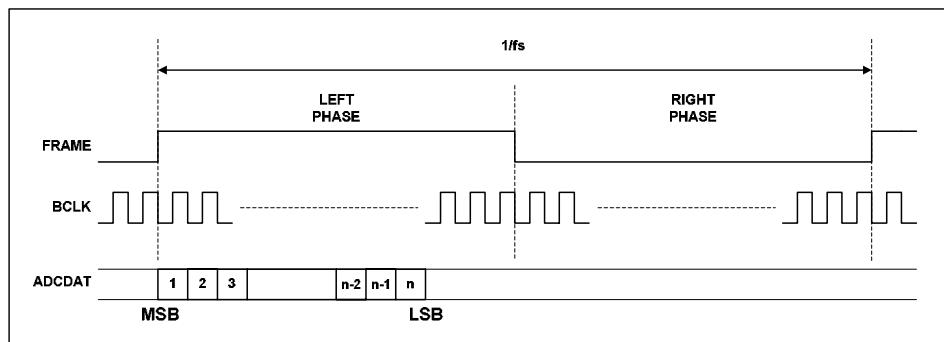 1/fs
LEFT
PHASE
RIGHT
PHASE
FRAME
BCLK
ADCDAT
1 2 3 n-2 n-1 n
MSB LSB